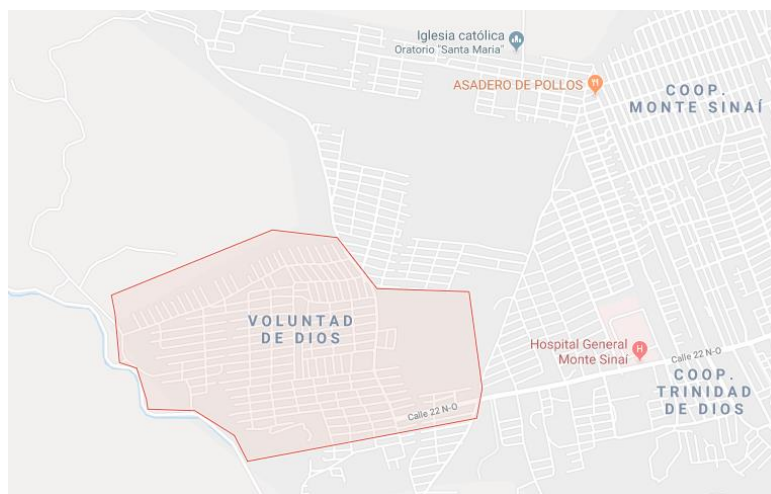 Iglesia católica
Oratorio "Santa Maria"
ASADERO DE POLLOS
COOP.
MONTE SINAÍ
VOLUNTAD
DE DIOS
Hospital General
Monte Sinaí
H
Calle 22 N-O
COOP.
TRINIDAD
DE DIOS
Calle 22 N-O